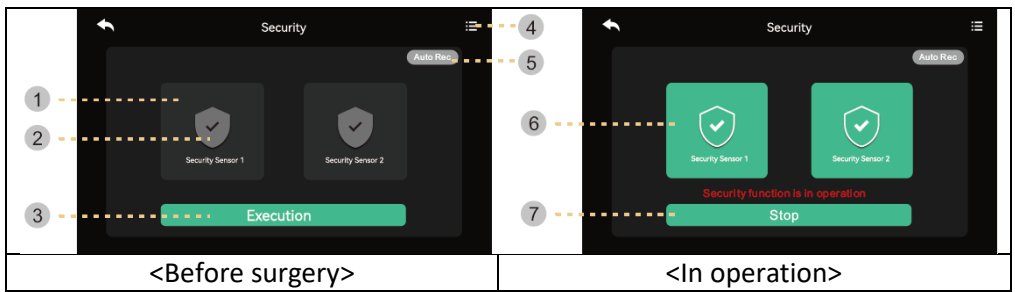 Security
4
Auto Rec
5
1
2
Security Sensor 1
Security Sensor 2
3
Execution
Security
Auto Rec
6
Security Sensor 1
Security Sensor 2
Security function is in operation
7
Stop
<Before surgery>
<In operation>